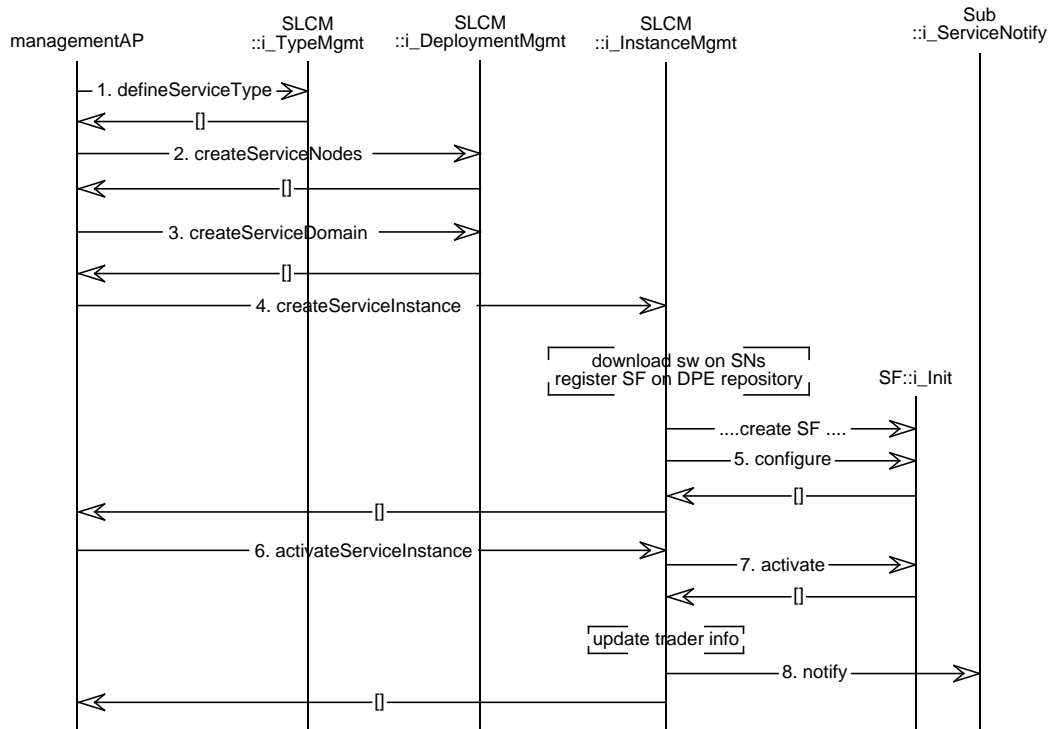 managementAP
SLCM
::i_TypeMgmt
SLCM
::i_DeploymentMgmt
SLCM
::i_InstanceMgmt
Sub
::i_ServiceNotify
1. defineServiceType
[]
2. createServiceNodes
[]
3. createServiceDomain
[]
4. createServiceInstance
download sw on SNs
register SF on DPE repository
SF::i_Init
....create SF ....
5. configure
[]
[]
6. activateServiceInstance
7. activate
[]
update trader info
8. notify
[]